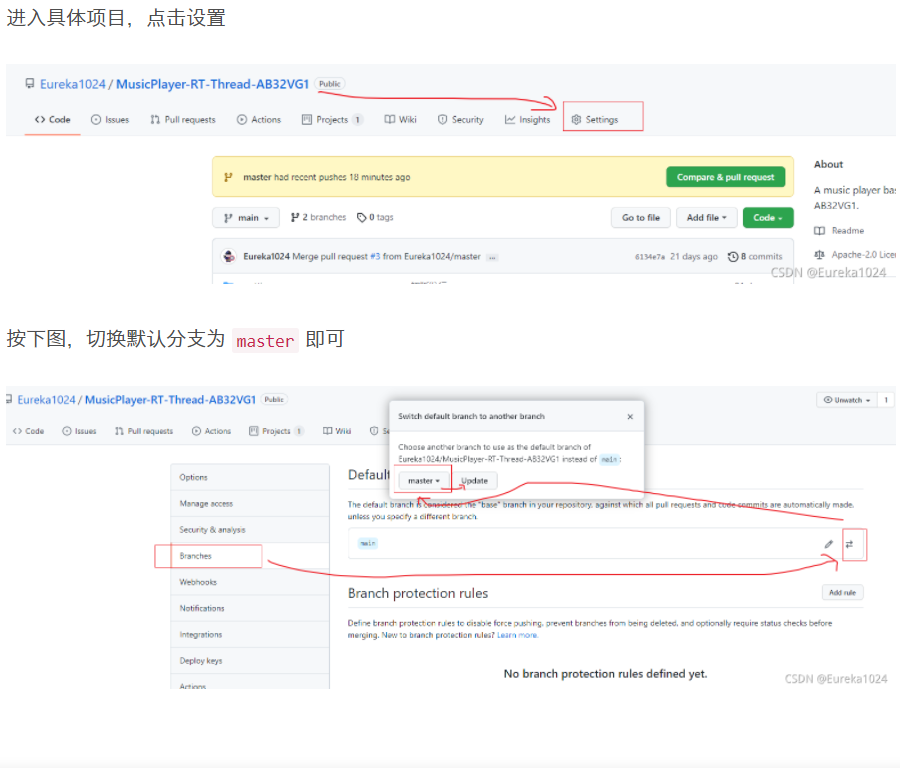 进入具体项目，点击设置
Eureka1024 / MusicPlayer-RT-Thread-AB32VG1 Public
Code Issues Pull requests Actions Projects 1 Wiki Security Insights Settings
master had recent pushes 18 minutes ago Compare & pull request
About
A music player bas
AB32VG1.
main 2 branches 0 tags Go to file Add file Code
Readme
Eureka1024 Merge pull request #3 from Eureka1024/master ... 6134e7a 21 days ago 8 commits
Apache-2.0 Licen
CSDN @Eureka1024
按下图，切换默认分支为 master 即可
Eureka1024 / MusicPlayer-RT-Thread-AB32VG1 Public
Unwatch 1
Code Issues Pull requests Actions Projects 1 Wiki Se
Switch default branch to another branch ×
Choose another branch to use as the default branch of
Eureka1024/MusicPlayer-RT-Thread-AB32VG1 instead of main:
master Update
Options
Manage access
Security & analysis
Branches
Webhooks
Notifications
Integrations
Deploy keys
Actions
Default
The default branch is considered the "base" branch in your repository, against which all pull requests and code commits are automatically made,
unless you specify a different branch.
main
Branch protection rules Add rule
Define branch protection rules to disable force pushing, prevent branches from being deleted, and optionally require status checks before
merging. New to branch protection rules? Learn more.
No branch protection rules defined yet.
CSDN @Eureka1024